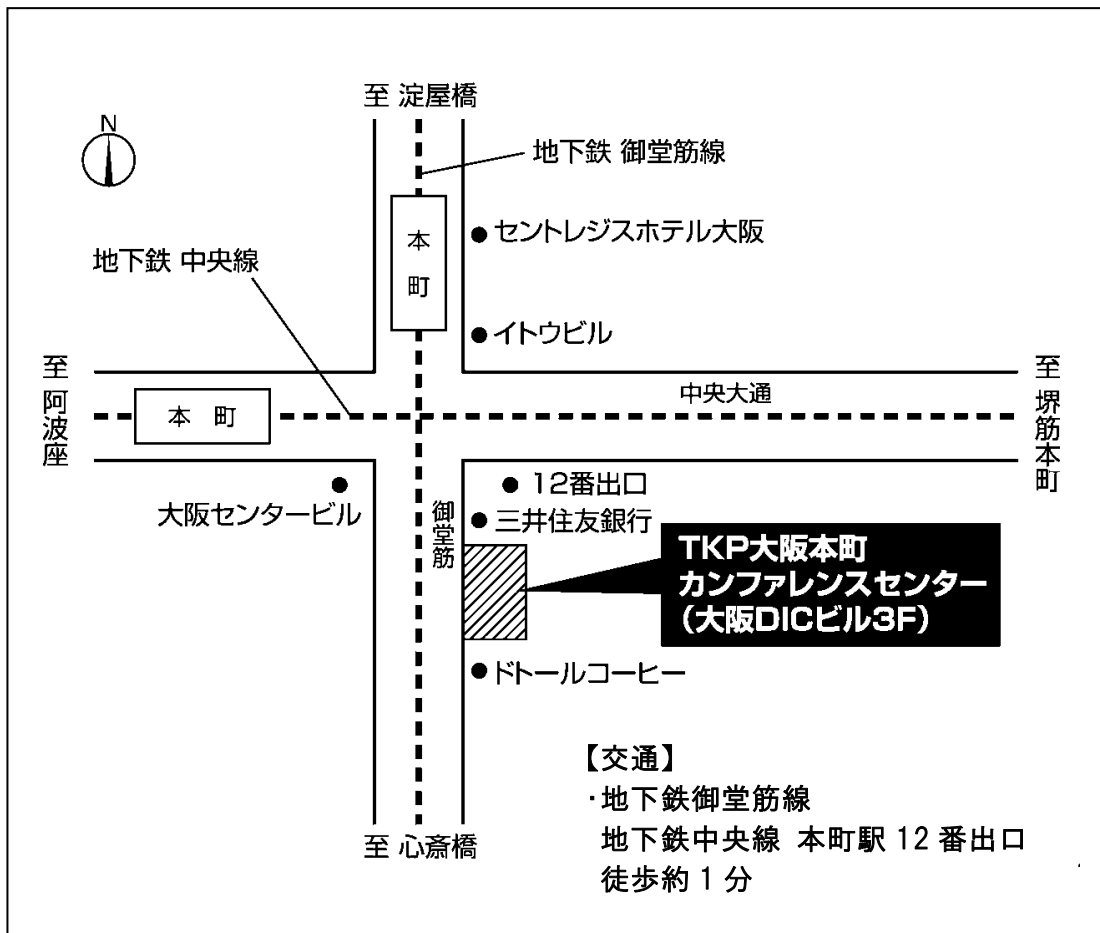 至 淀屋橋
N
地下鉄 御堂筋線
本町
セントレジスホテル大阪
地下鉄 中央線
イトウビル
至 阿波座
本 町
中央大通
至 堺筋本町
大阪センタービル
御堂筋
12番出口
三井住友銀行
TKP大阪本町
カンファレンスセンター
(大阪DICビル3F)
ドトールコーヒー
至 心斎橋
【交通】
・地下鉄御堂筋線
地下鉄中央線 本町駅 12 番出口
徒歩約 1 分